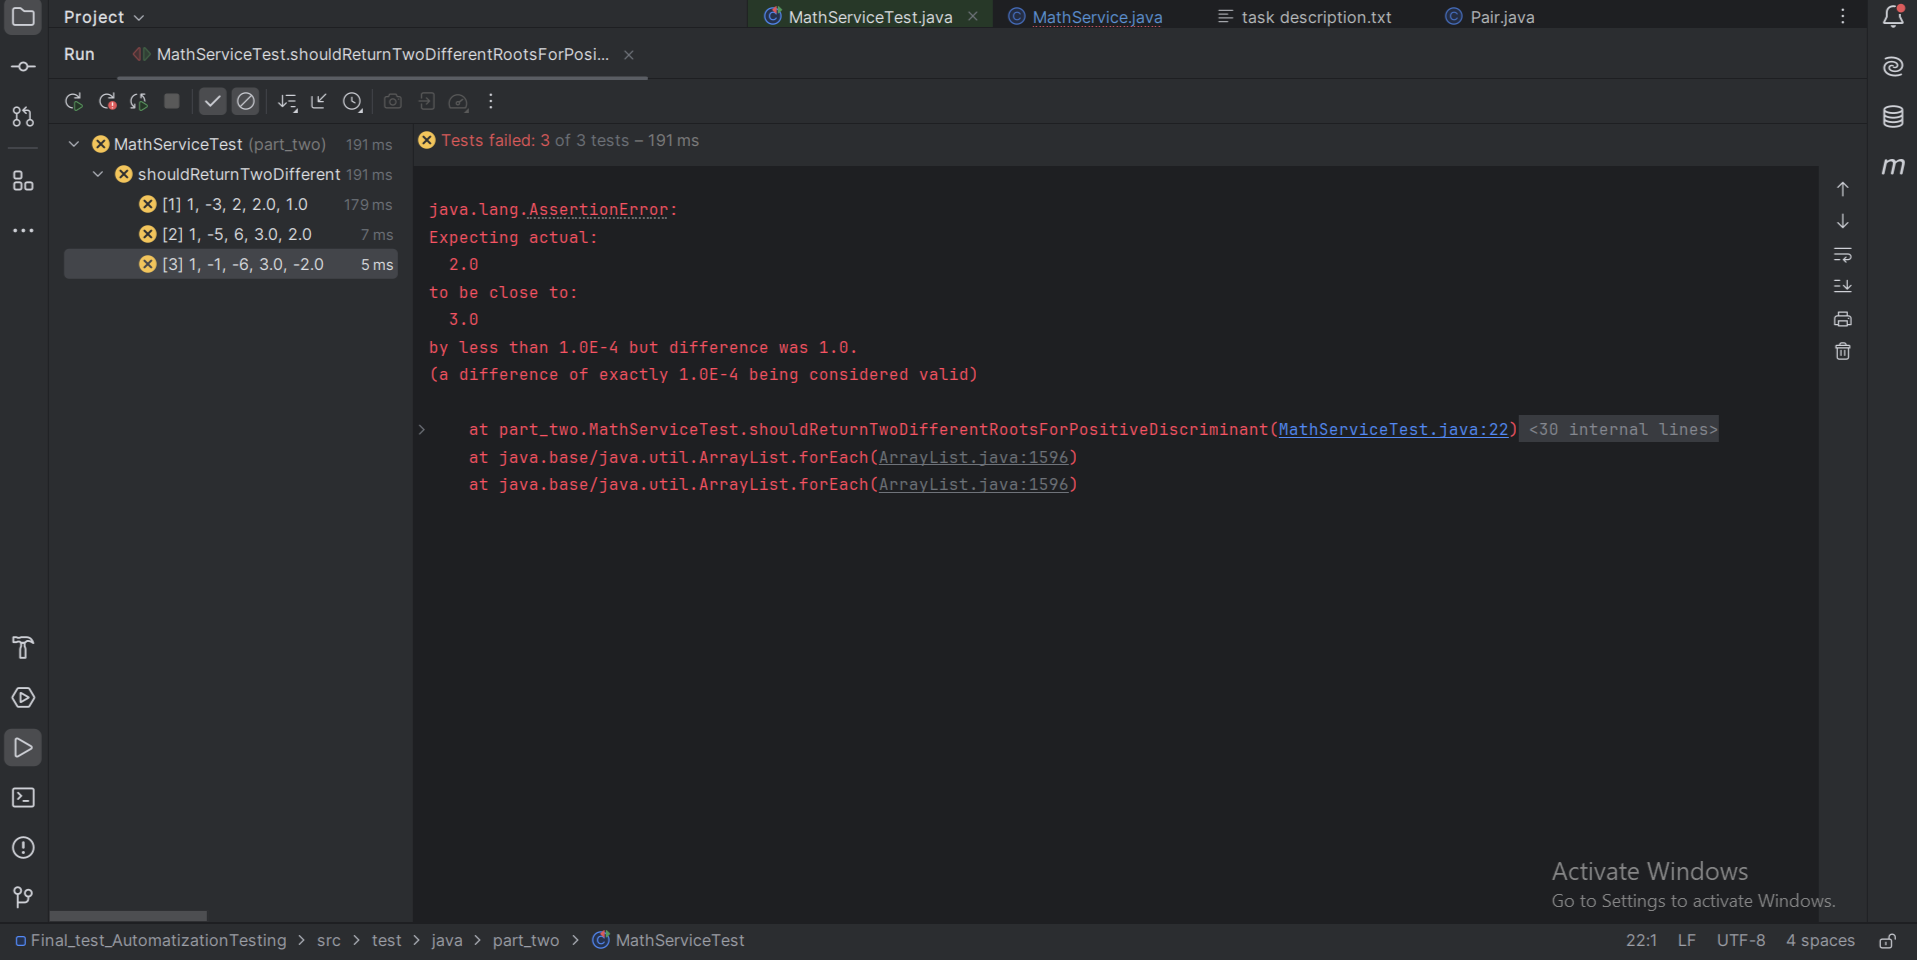 Project
MathServiceTest.java
MathService.java
task description.txt
Pair.java
Run
MathServiceTest.shouldReturnTwoDifferentRootsForPosi...
MathServiceTest (part_two) 191 ms
shouldReturnTwoDifferent 191 ms
[1] 1, -3, 2, 2.0, 1.0 179 ms
[2] 1, -5, 6, 3.0, 2.0 7 ms
[3] 1, -1, -6, 3.0, -2.0 5 ms
Tests failed: 3 of 3 tests – 191 ms
java.lang.AssertionError:
Expecting actual:
2.0
to be close to:
3.0
by less than 1.0E-4 but difference was 1.0.
(a difference of exactly 1.0E-4 being considered valid)
at part_two.MathServiceTest.shouldReturnTwoDifferentRootsForPositiveDiscriminant(MathServiceTest.java:22) <30 internal lines>
at java.base/java.util.ArrayList.forEach(ArrayList.java:1596)
at java.base/java.util.ArrayList.forEach(ArrayList.java:1596)
m
Activate Windows
Go to Settings to activate Windows.
Final_test_AutomatizationTesting > src > test > java > part_two > MathServiceTest
22:1 LF UTF-8 4 spaces